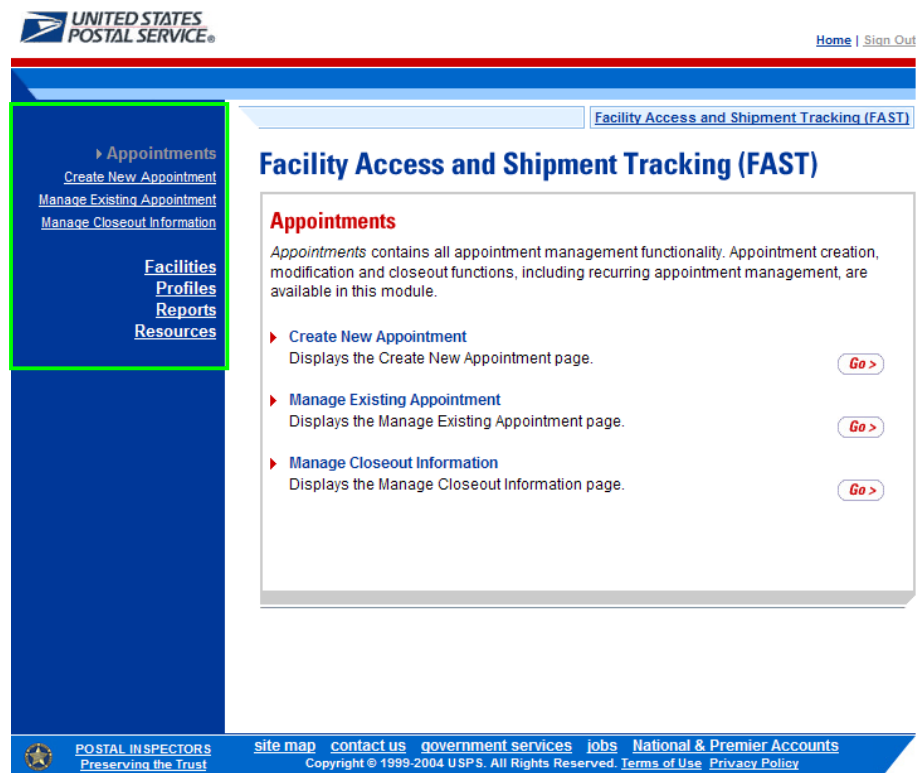 UNITED STATES
POSTAL SERVICE®
Home | Sign Out
Facility Access and Shipment Tracking (FAST)
Appointments
Create New Appointment
Manage Existing Appointment
Manage Closeout Information
Facilities
Profiles
Reports
Resources
Facility Access and Shipment Tracking (FAST)
Appointments
Appointments contains all appointment management functionality. Appointment creation,
modification and closeout functions, including recurring appointment management, are
available in this module.
Create New Appointment
Displays the Create New Appointment page.
Go >
Manage Existing Appointment
Displays the Manage Existing Appointment page.
Go >
Manage Closeout Information
Displays the Manage Closeout Information page.
Go >
POSTAL INSPECTORS
Preserving the Trust
site map contact us government services jobs National & Premier Accounts
Copyright © 1999-2004 USPS. All Rights Reserved. Terms of Use Privacy Policy